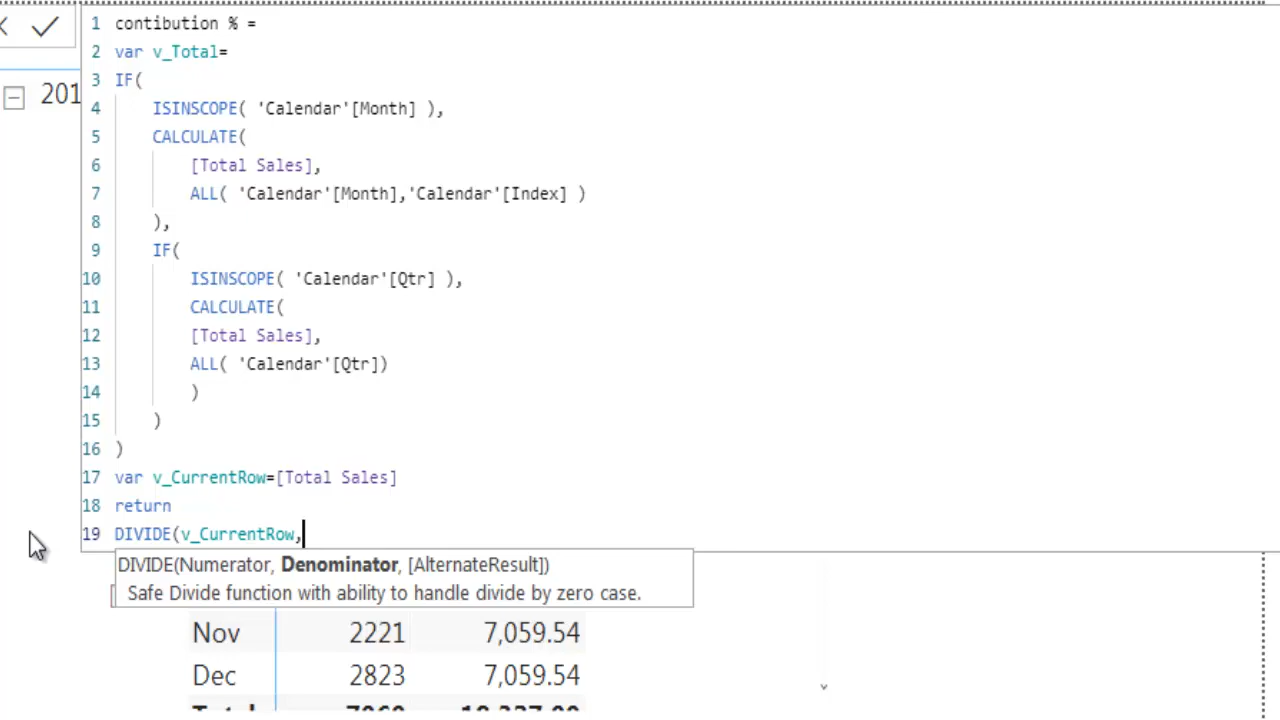 1 contibution % =
2 var v_Total=
3 IF(
4 ISINSCOPE( 'Calendar'[Month] ),
5 CALCULATE(
6 [Total Sales],
7 ALL( 'Calendar'[Month],'Calendar'[Index] )
8 ),
9 IF(
10 ISINSCOPE( 'Calendar'[Qtr] ),
11 CALCULATE(
12 [Total Sales],
13 ALL( 'Calendar'[Qtr])
14 )
15 )
16 )
17 var v_CurrentRow=[Total Sales]
18 return
19 DIVIDE(v_CurrentRow,
DIVIDE(Numerator, Denominator, [AlternateResult])
Safe Divide function with ability to handle divide by zero case.
201
Nov 2221 7,059.54
Dec 2823 7,059.54